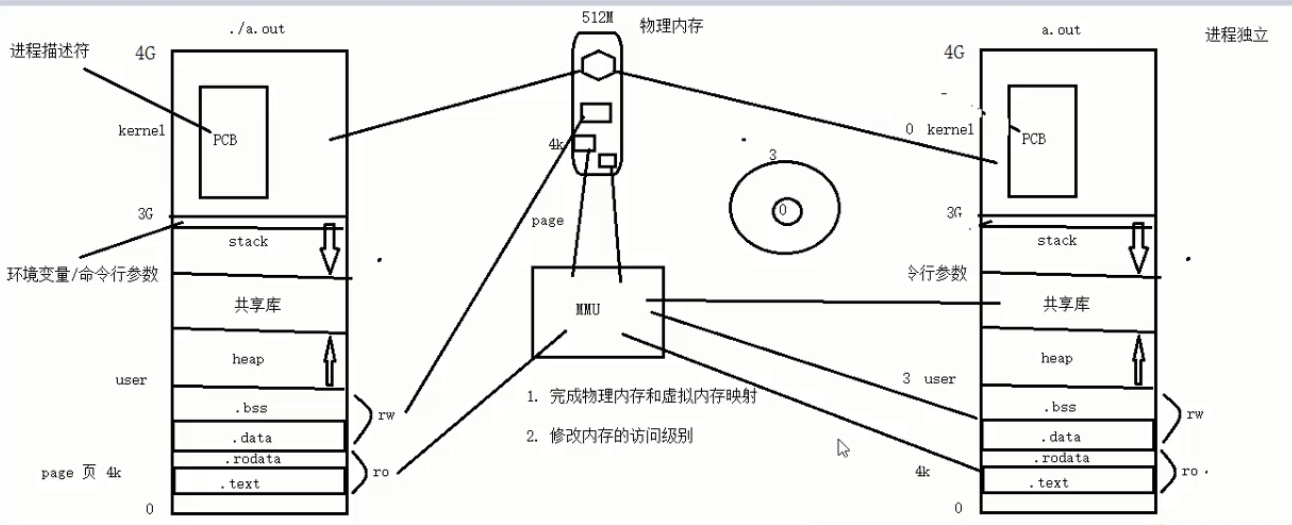 ./a.out
512M
物理内存
a.out
进程独立
进程描述符
4G
4G
kernel
PCB
4k
3
0 kernel
PCB
0
3G
page
3G
stack
stack
环境变量/命令行参数
令行参数
共享库
MMU
共享库
heap
heap
user
3 user
1. 完成物理内存和虚拟内存映射
.bss
rw
.bss
rw
2. 修改内存的访问级别
.data
.data
.rodata
.rodata
page 页 4k
ro
4k
ro
.text
.text
0
0